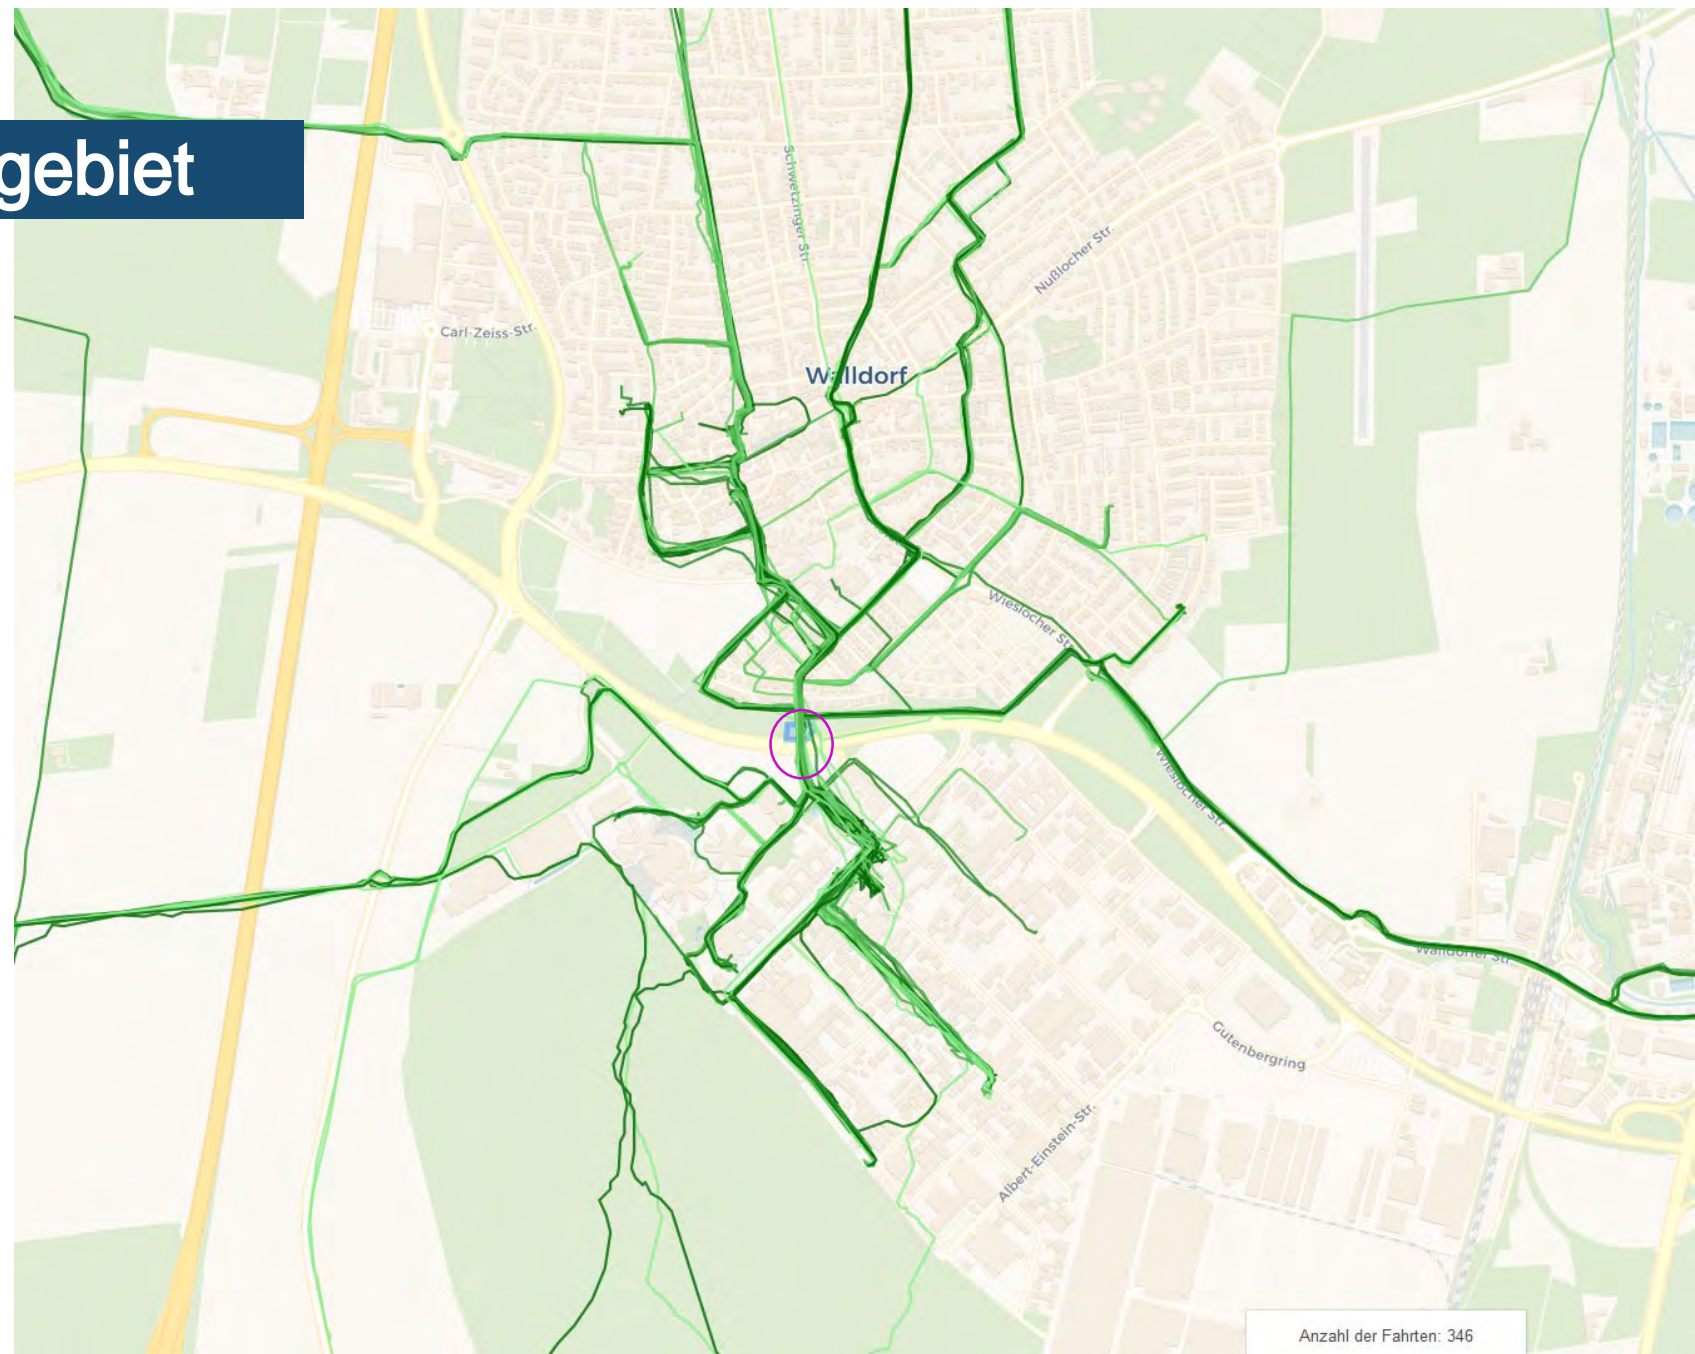 gebiet
Schwetzinger Str.
Nußlocher Str.
Carl-Zeiss-Str.
Walldorf
Wieslocher Str.
Wieslocher Str.
Walldorfer Str.
Gutenbergring
Albert-Einstein-Str.
Anzahl der Fahrten: 346